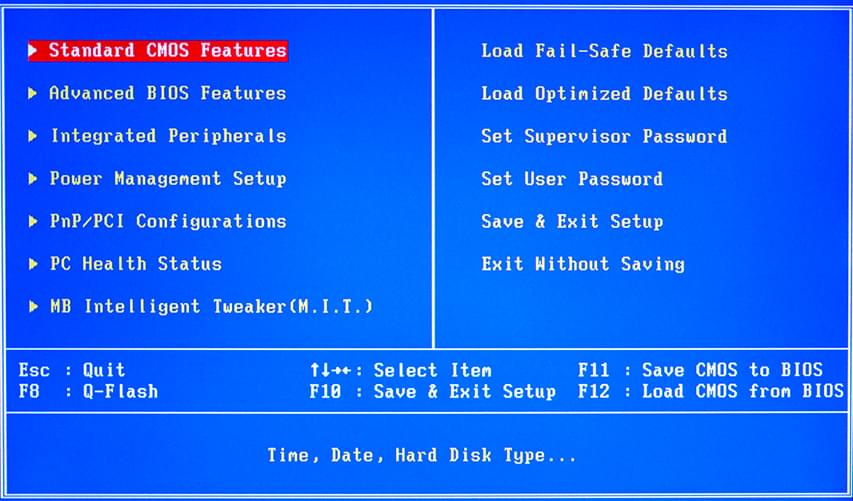 Standard CMOS Features
Advanced BIOS Features
Integrated Peripherals
Power Management Setup
PnP/PCI Configurations
PC Health Status
MB Intelligent Tweaker(M.I.T.)
Load Fail-Safe Defaults
Load Optimized Defaults
Set Supervisor Password
Set User Password
Save & Exit Setup
Exit Without Saving
Esc : Quit ↑↓→←: Select Item F11 : Save CMOS to BIOS
F8 : Q-Flash F10 : Save & Exit Setup F12 : Load CMOS from BIOS
Time, Date, Hard Disk Type...